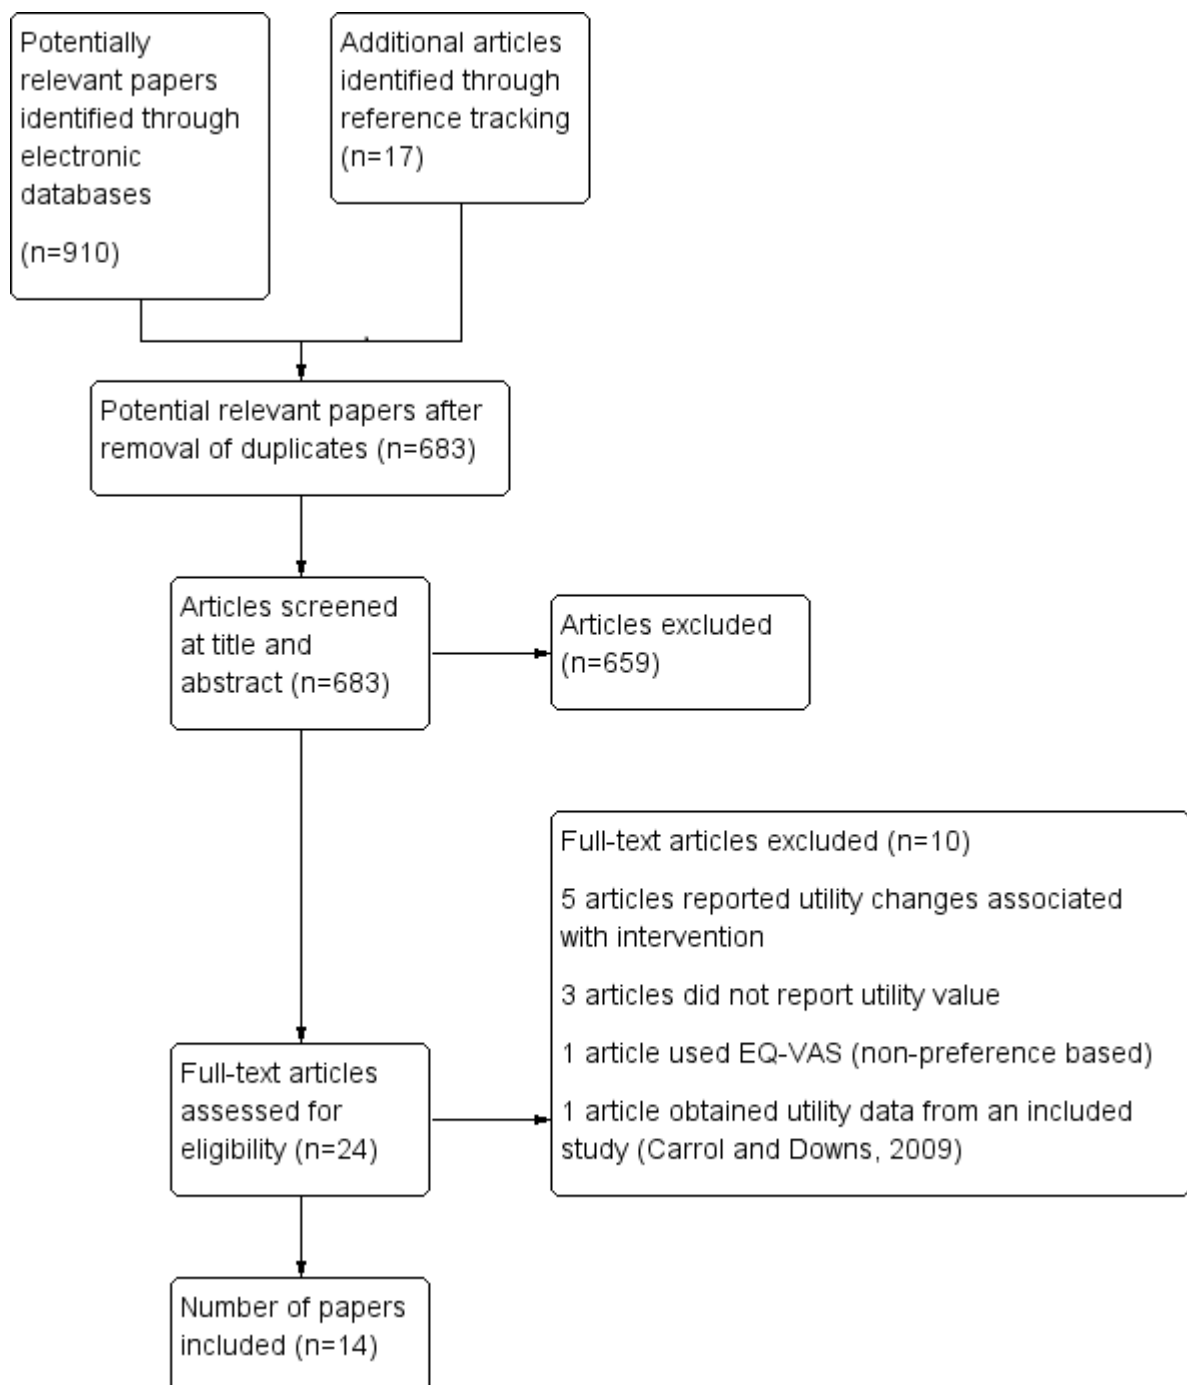 Potentially
relevant papers
identified through
electronic
databases
(n=910)
Additional articles
identified through
reference tracking
(n=17)
Potential relevant papers after
removal of duplicates (n=683)
Articles screened
at title and
abstract (n=683)
Articles excluded
(n=659)
Full-text articles excluded (n=10)
5 articles reported utility changes associated
with intervention
3 articles did not report utility value
1 article used EQ-VAS (non-preference based)
1 article obtained utility data from an included
study (Carrol and Downs, 2009)
Full-text articles
assessed for
eligibility (n=24)
Number of papers
included (n=14)